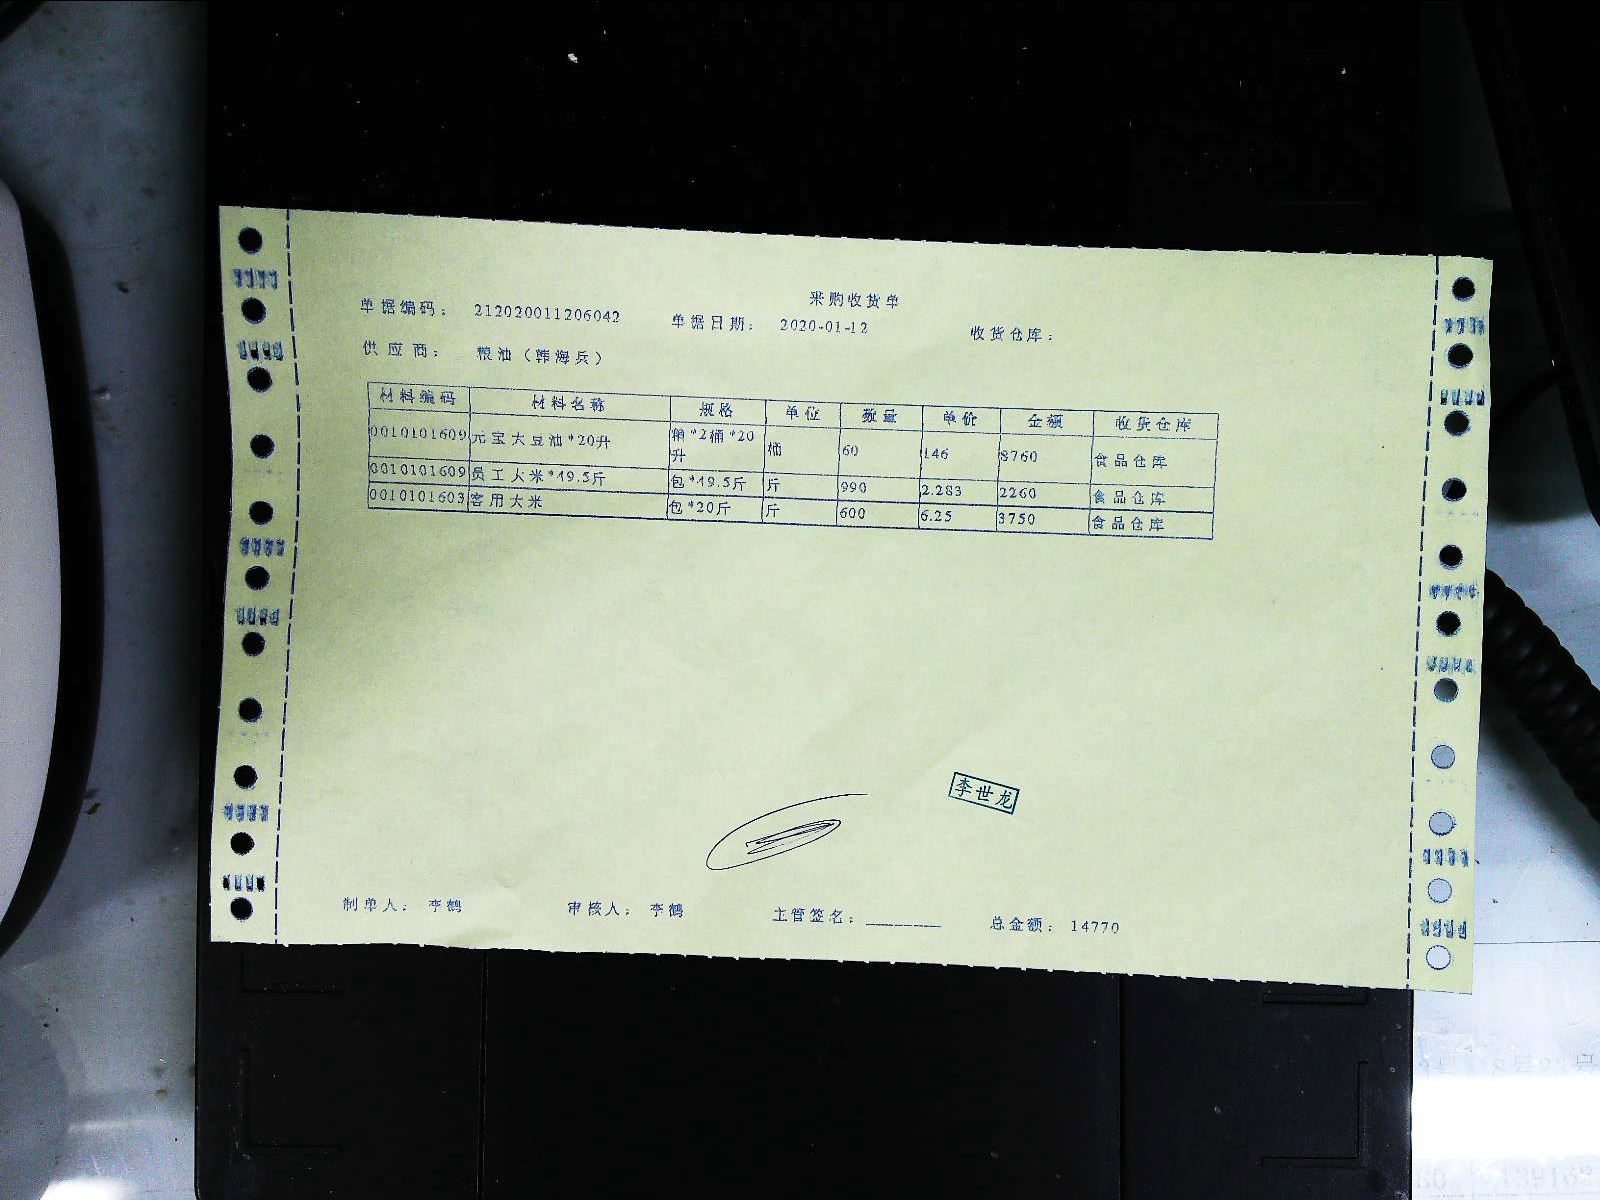 采购收货单
单据编码： 212020011206042 单据日期： 2020-01-12 收货仓库：
供应商： 粮油（韩海兵）
材料编码 材料名称 规格 单位 数量 单价 金额 收货仓库
0010101609 元宝大豆油*20升 箱*2桶*20升 桶 60 146 8760 食品仓库
0010101609 员工大米*49.5斤 包*49.5斤 斤 990 2.283 2260 食品仓库
0010101603 客用大米 包*20斤 斤 600 6.25 3750 食品仓库
李世龙
制单人： 李鹤 审核人： 李鹤 主管签名： 总金额： 14770